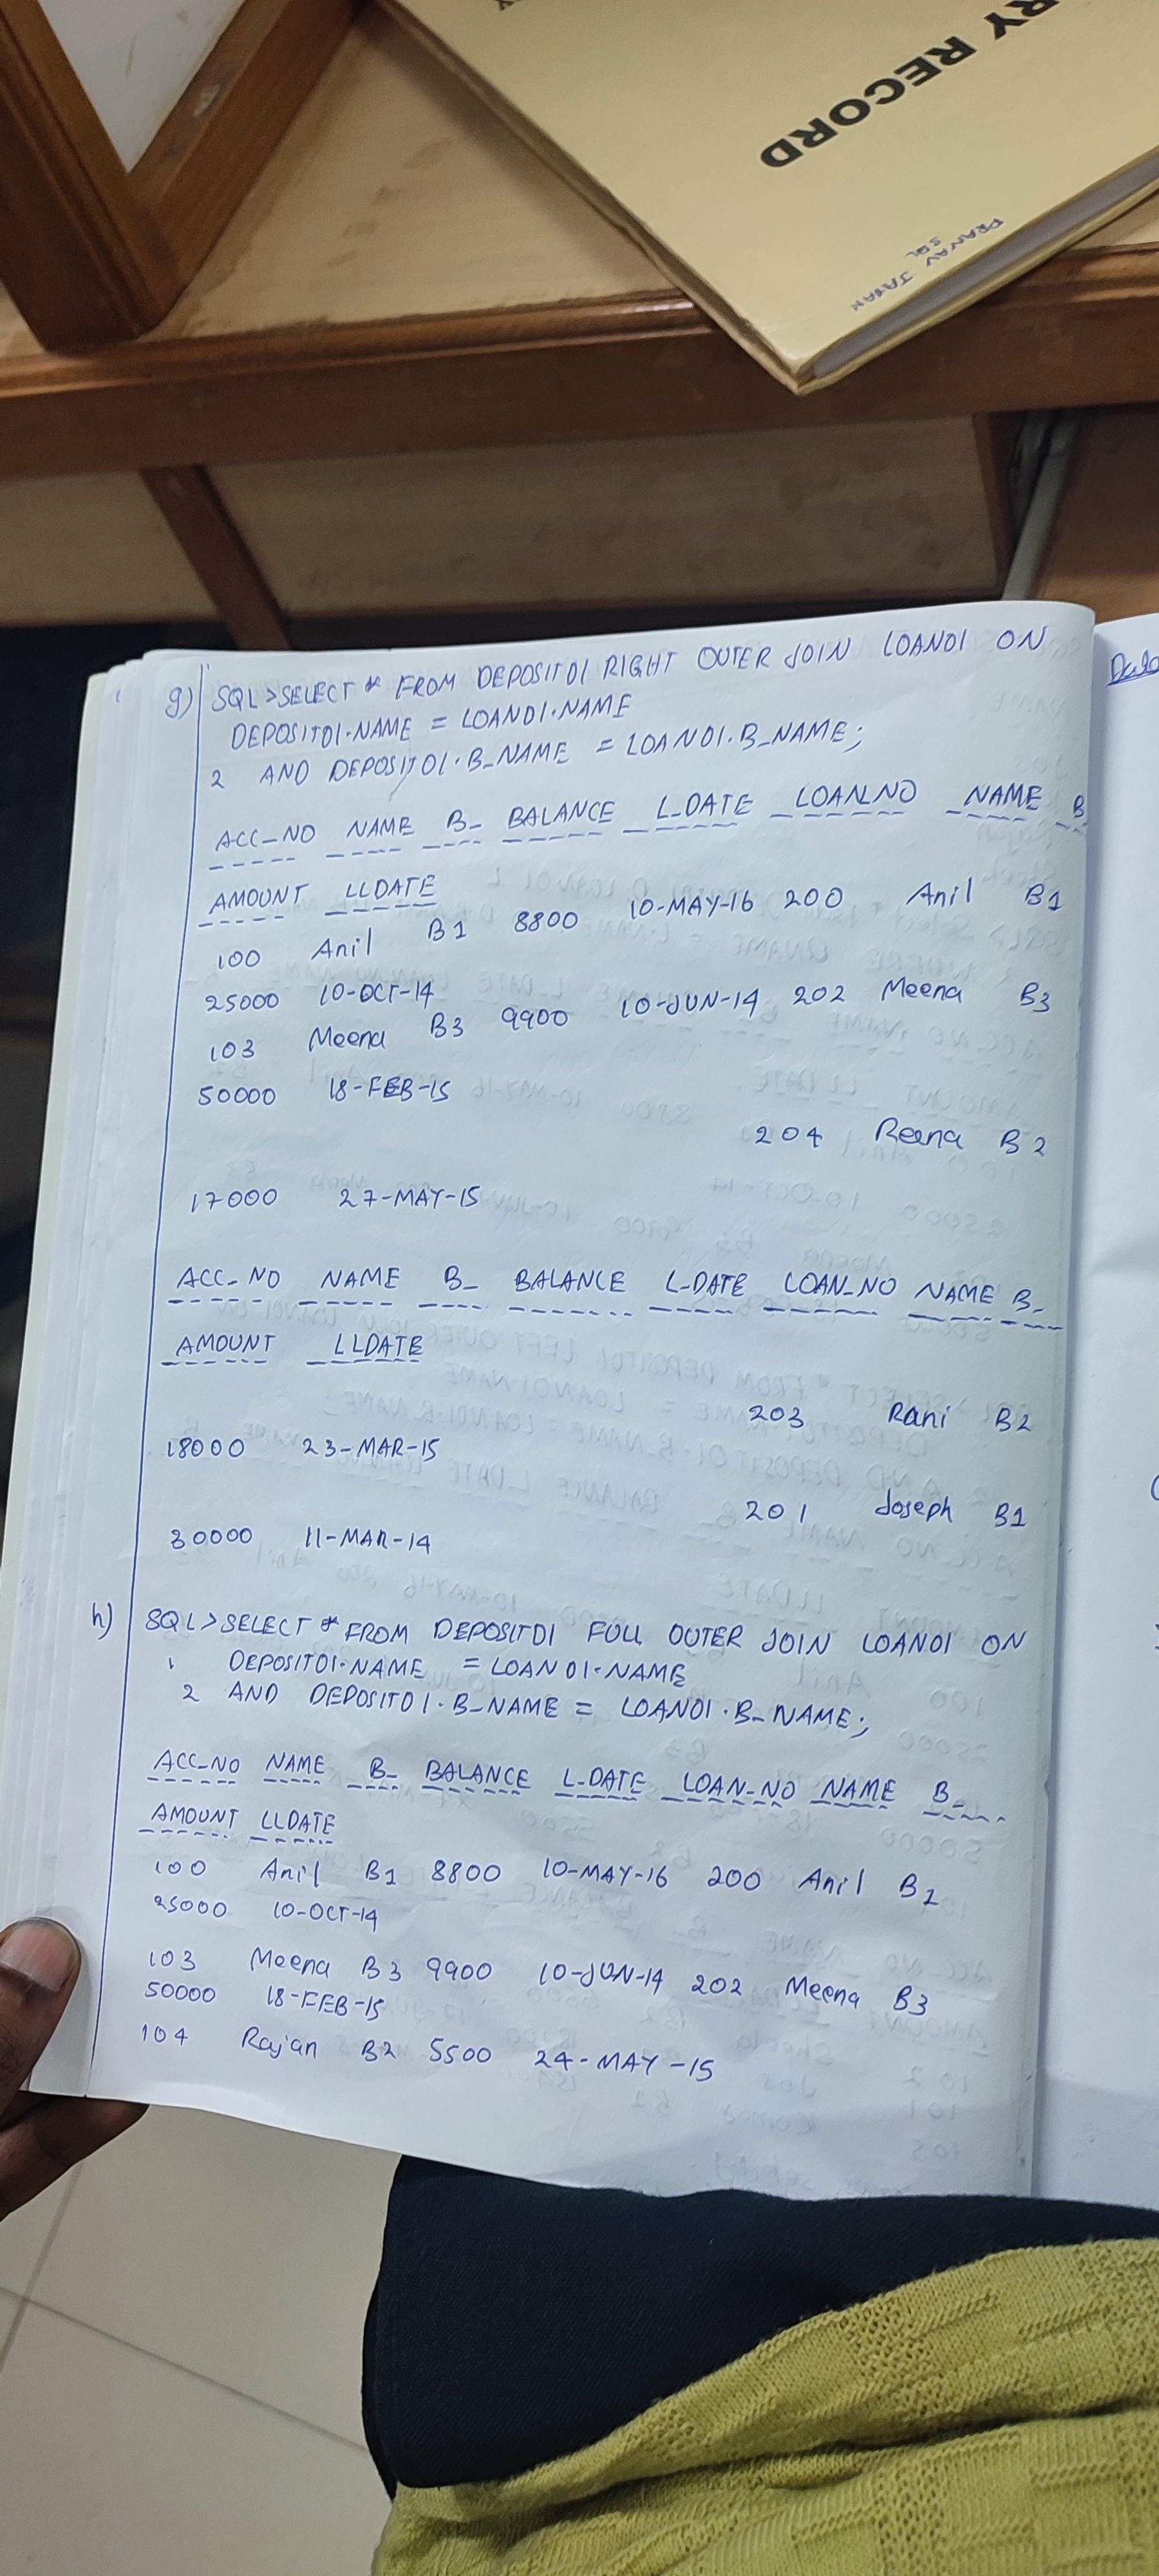 RY RECORD
PRANAV JAYAN
SQL
g) SQL>SELECT * FROM DEPOSIT01 RIGHT OUTER JOIN LOAN01 ON
DEPOSIT01.NAME = LOAN01.NAME
2 AND DEPOSIT01.B_NAME = LOAN01.B_NAME;
ACC_NO NAME B_ BALANCE L_DATE LOAN_NO NAME B
AMOUNT LLDATE
100 Anil B1 8800 10-MAY-16 200 Anil B1
25000 10-OCT-14
103 Meena B3 9900 10-JUN-14 202 Meena B3
50000 18-FEB-15
204 Reena B2
17000 27-MAY-15
ACC_NO NAME B_ BALANCE L_DATE LOAN_NO NAME B_
AMOUNT LLDATE
203 Rani B2
18000 23-MAR-15
201 Joseph B1
30000 11-MAR-14
h) SQL>SELECT * FROM DEPOSIT01 FULL OUTER JOIN LOAN01 ON
1 DEPOSIT01.NAME = LOAN01.NAME
2 AND DEPOSIT01.B_NAME = LOAN01.B_NAME;
ACC_NO NAME B_ BALANCE L_DATE LOAN_NO NAME B_
AMOUNT LLDATE
100 Anil B1 8800 10-MAY-16 200 Anil B1
25000 10-OCT-14
103 Meena B3 9900 10-JUN-14 202 Meena B3
50000 18-FEB-15
104 Rajan B2 5500 24-MAY-15